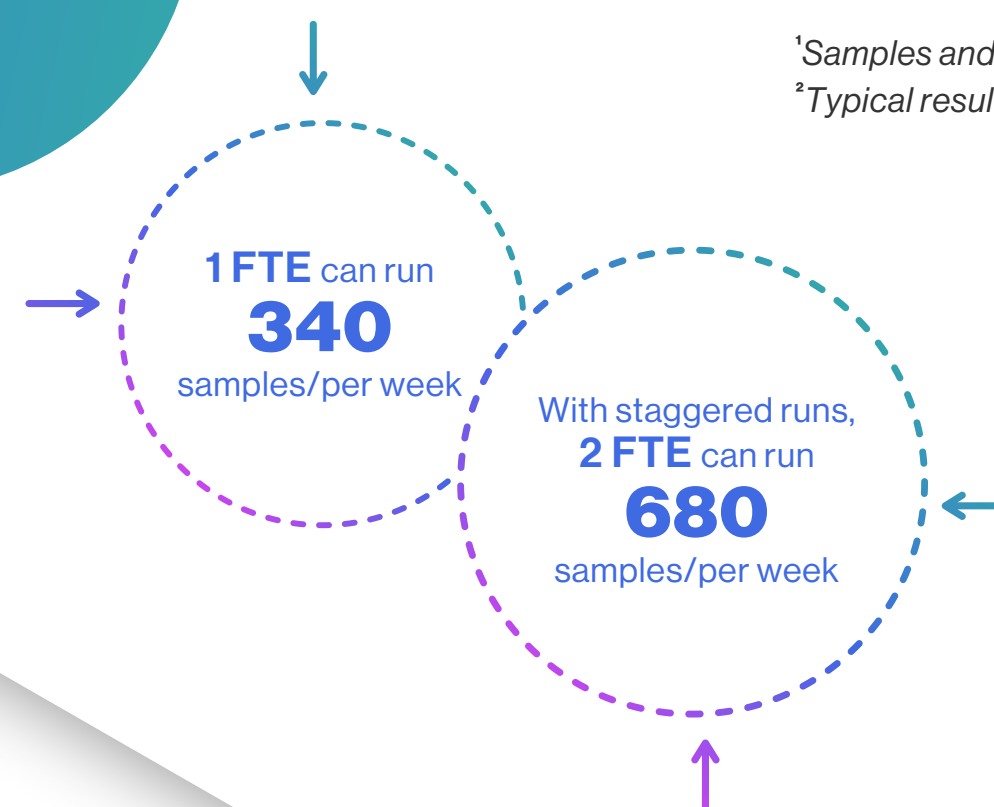 ¹Samples and
²Typical
1 FTE can run
340
samples/per week
With staggered runs,
2 FTE can run
680
samples/per week